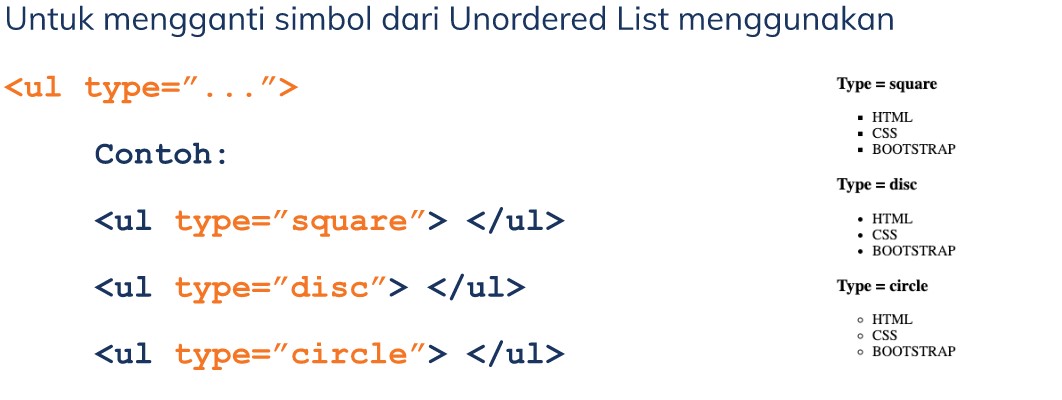 Untuk mengganti simbol dari Unordered List menggunakan
<ul type=”...”>
Contoh:
<ul type=”square”> </ul>
<ul type=”disc”> </ul>
<ul type=”circle”> </ul>
Type = square
▪ HTML
▪ CSS
▪ BOOTSTRAP
Type = disc
• HTML
• CSS
• BOOTSTRAP
Type = circle
◦ HTML
◦ CSS
◦ BOOTSTRAP